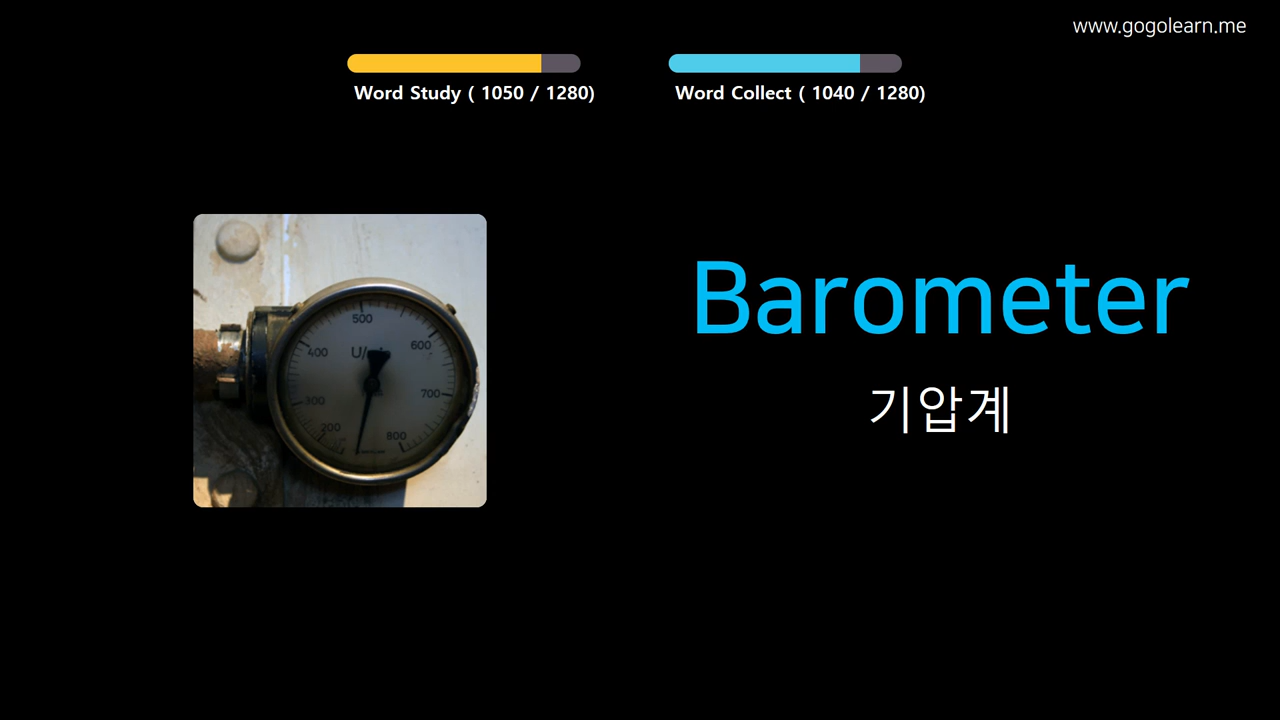 www.gogolearn.me
Word Study ( 1050 / 1280)
Word Collect ( 1040 / 1280)
Barometer
기압계
500
400
600
300
700
200
800